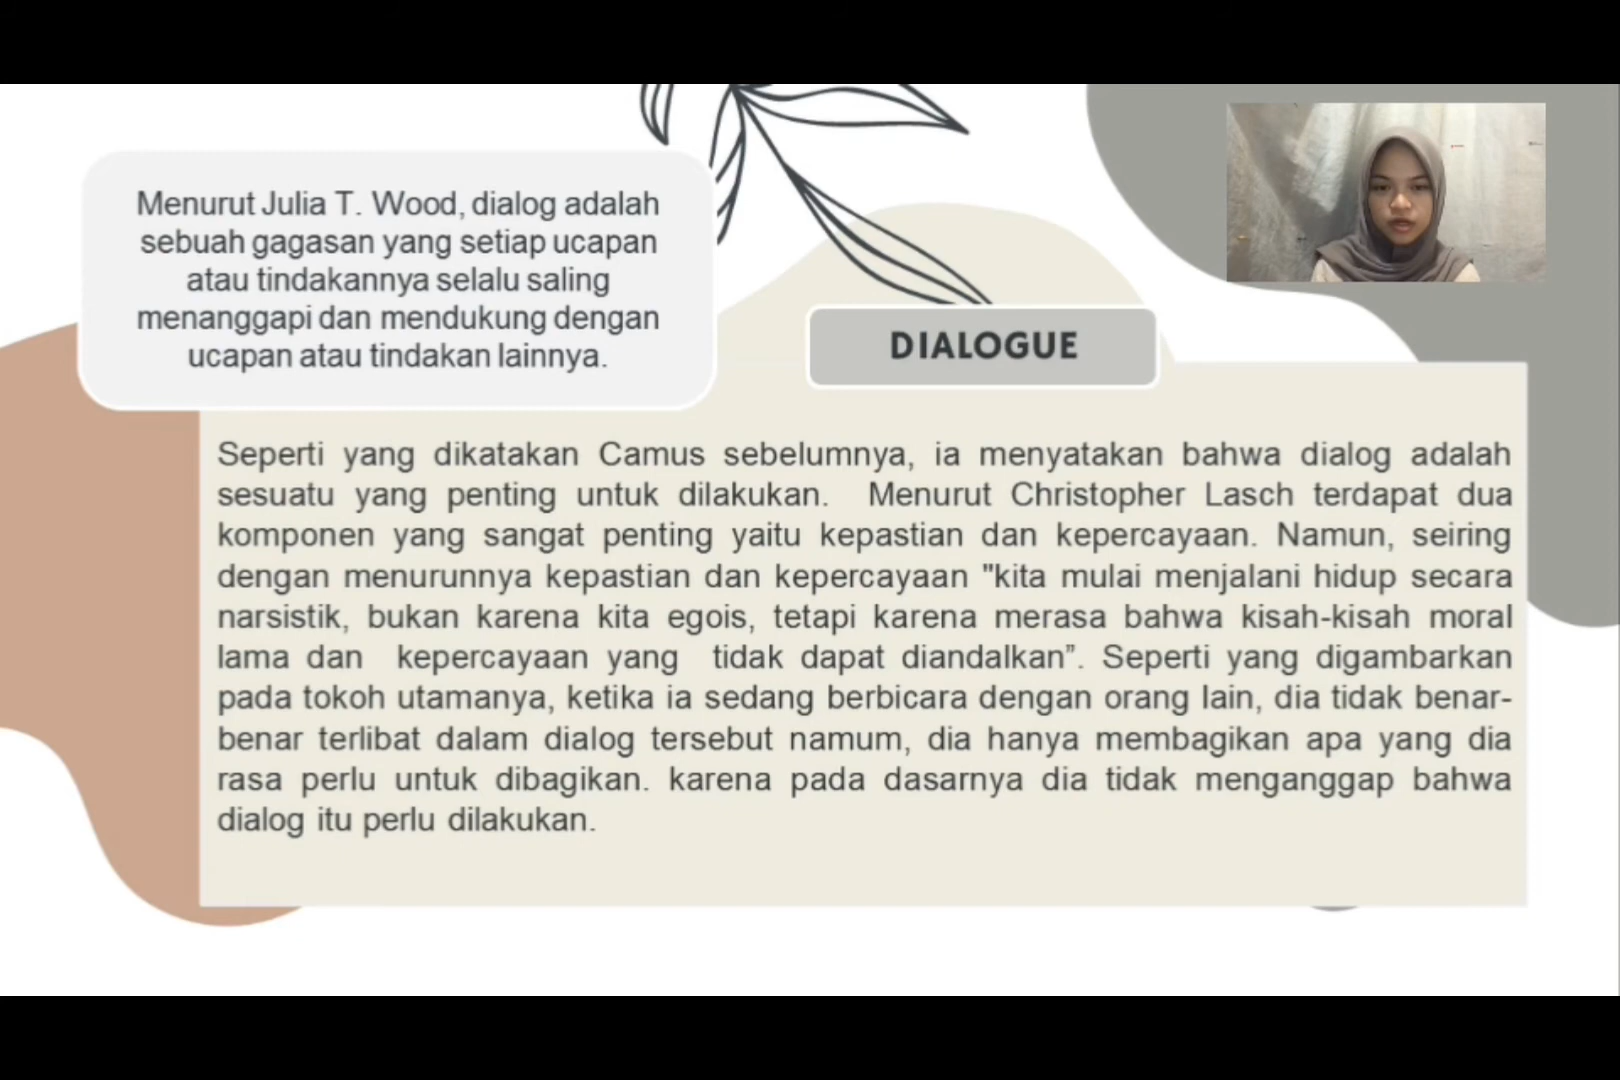 Menurut Julia T. Wood, dialog adalah
sebuah gagasan yang setiap ucapan
atau tindakannya selalu saling
menanggapi dan mendukung dengan
ucapan atau tindakan lainnya.
DIALOGUE
Seperti yang dikatakan Camus sebelumnya, ia menyatakan bahwa dialog adalah
sesuatu yang penting untuk dilakukan. Menurut Christopher Lasch terdapat dua
komponen yang sangat penting yaitu kepastian dan kepercayaan. Namun, seiring
dengan menurunnya kepastian dan kepercayaan "kita mulai menjalani hidup secara
narsistik, bukan karena kita egois, tetapi karena merasa bahwa kisah-kisah moral
lama dan kepercayaan yang tidak dapat diandalkan”. Seperti yang digambarkan
pada tokoh utamanya, ketika ia sedang berbicara dengan orang lain, dia tidak benar-
benar terlibat dalam dialog tersebut namum, dia hanya membagikan apa yang dia
rasa perlu untuk dibagikan. karena pada dasarnya dia tidak menganggap bahwa
dialog itu perlu dilakukan.